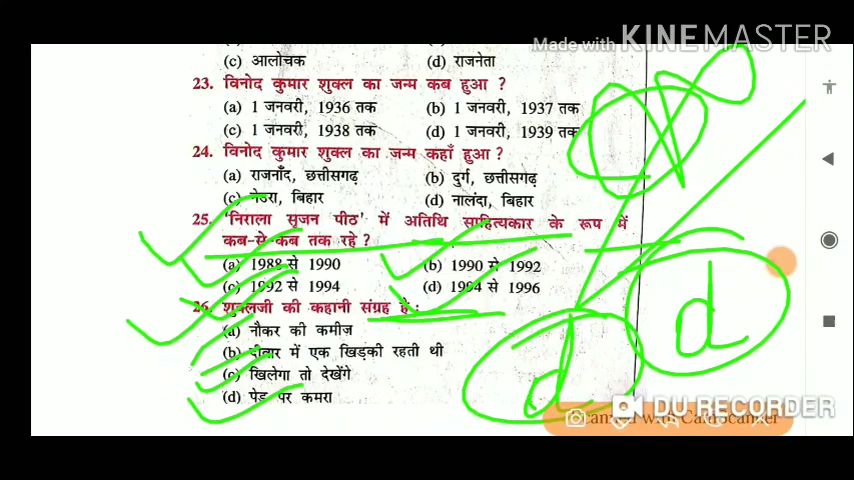 Made with KINEMASTER
(c) आलोचक (d) राजनेता
23. विनोद कुमार शुक्ल का जन्म कब हुआ ?
(a) 1 जनवरी, 1936 तक (b) 1 जनवरी, 1937 तक
(c) 1 जनवरी, 1938 तक (d) 1 जनवरी, 1939 तक
24. विनोद कुमार शुक्ल का जन्म कहाँ हुआ ?
(a) राजनाँद, छत्तीसगढ़ (b) दुर्ग, छत्तीसगढ़
(c) नेउरा, बिहार (d) नालंदा, बिहार
25. 'निराला सृजन पीठ' में अतिथि साहित्यकार के रूप में
कब-से कब तक रहे ?
(a) 1988 से 1990 (b) 1990 से 1992
(c) 1992 से 1994 (d) 1994 से 1996
26. शुक्लजी की कहानी संग्रह है :
(a) नौकर की कमीज
(b) दीवार में एक खिड़की रहती थी
(c) खिलेगा तो देखेंगे
(d) पेड़ पर कमरा
d
d
DU RECORDER
Scanned with CamScanner